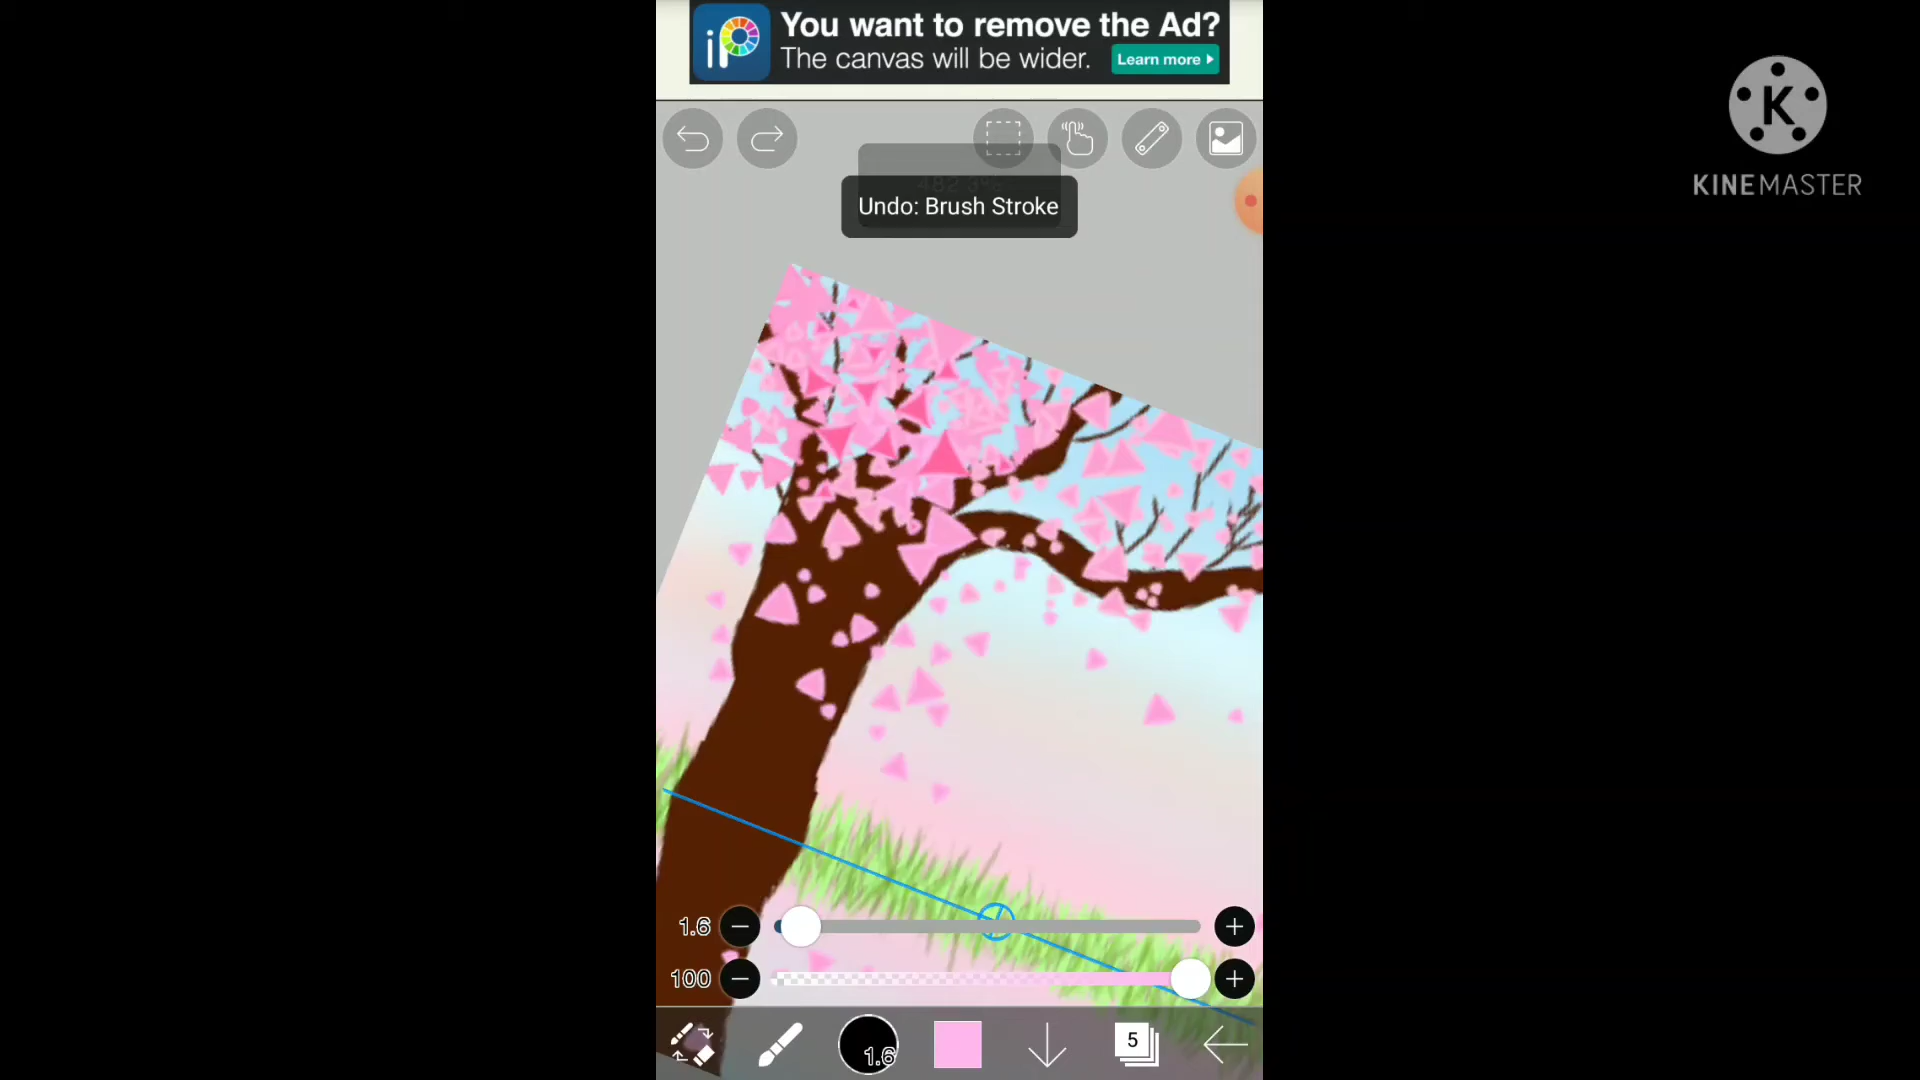 You want to remove the Ad?
The canvas will be wider.
Learn more
iP
K
KINEMASTER
Undo: Brush Stroke
1.6
100
1.6
5